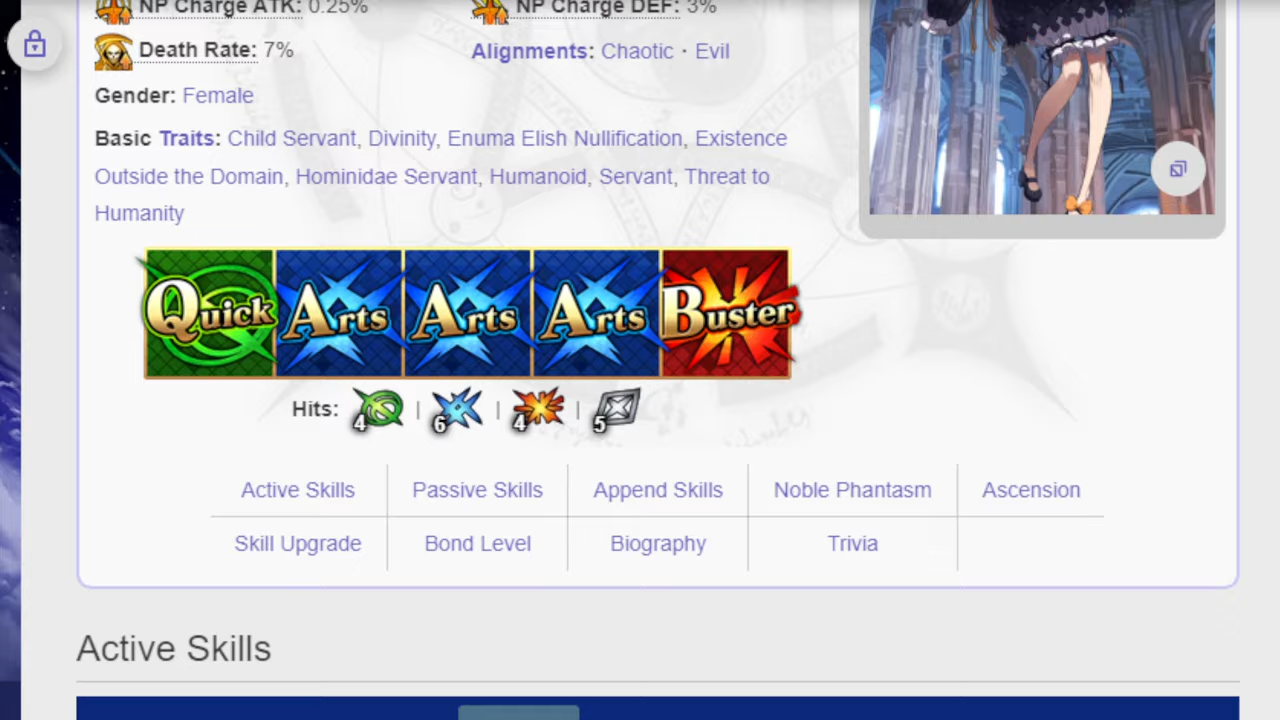 NP Charge ATK: 0.25% NP Charge DEF: 3%
Death Rate: 7% Alignments: Chaotic · Evil
Gender: Female
Basic Traits: Child Servant, Divinity, Enuma Elish Nullification, Existence
Outside the Domain, Hominidae Servant, Humanoid, Servant, Threat to
Humanity
Quick Arts Arts Arts Buster
Hits: 4 | 6 | 4 | 5
Active Skills Passive Skills Append Skills Noble Phantasm Ascension
Skill Upgrade Bond Level Biography Trivia
Active Skills